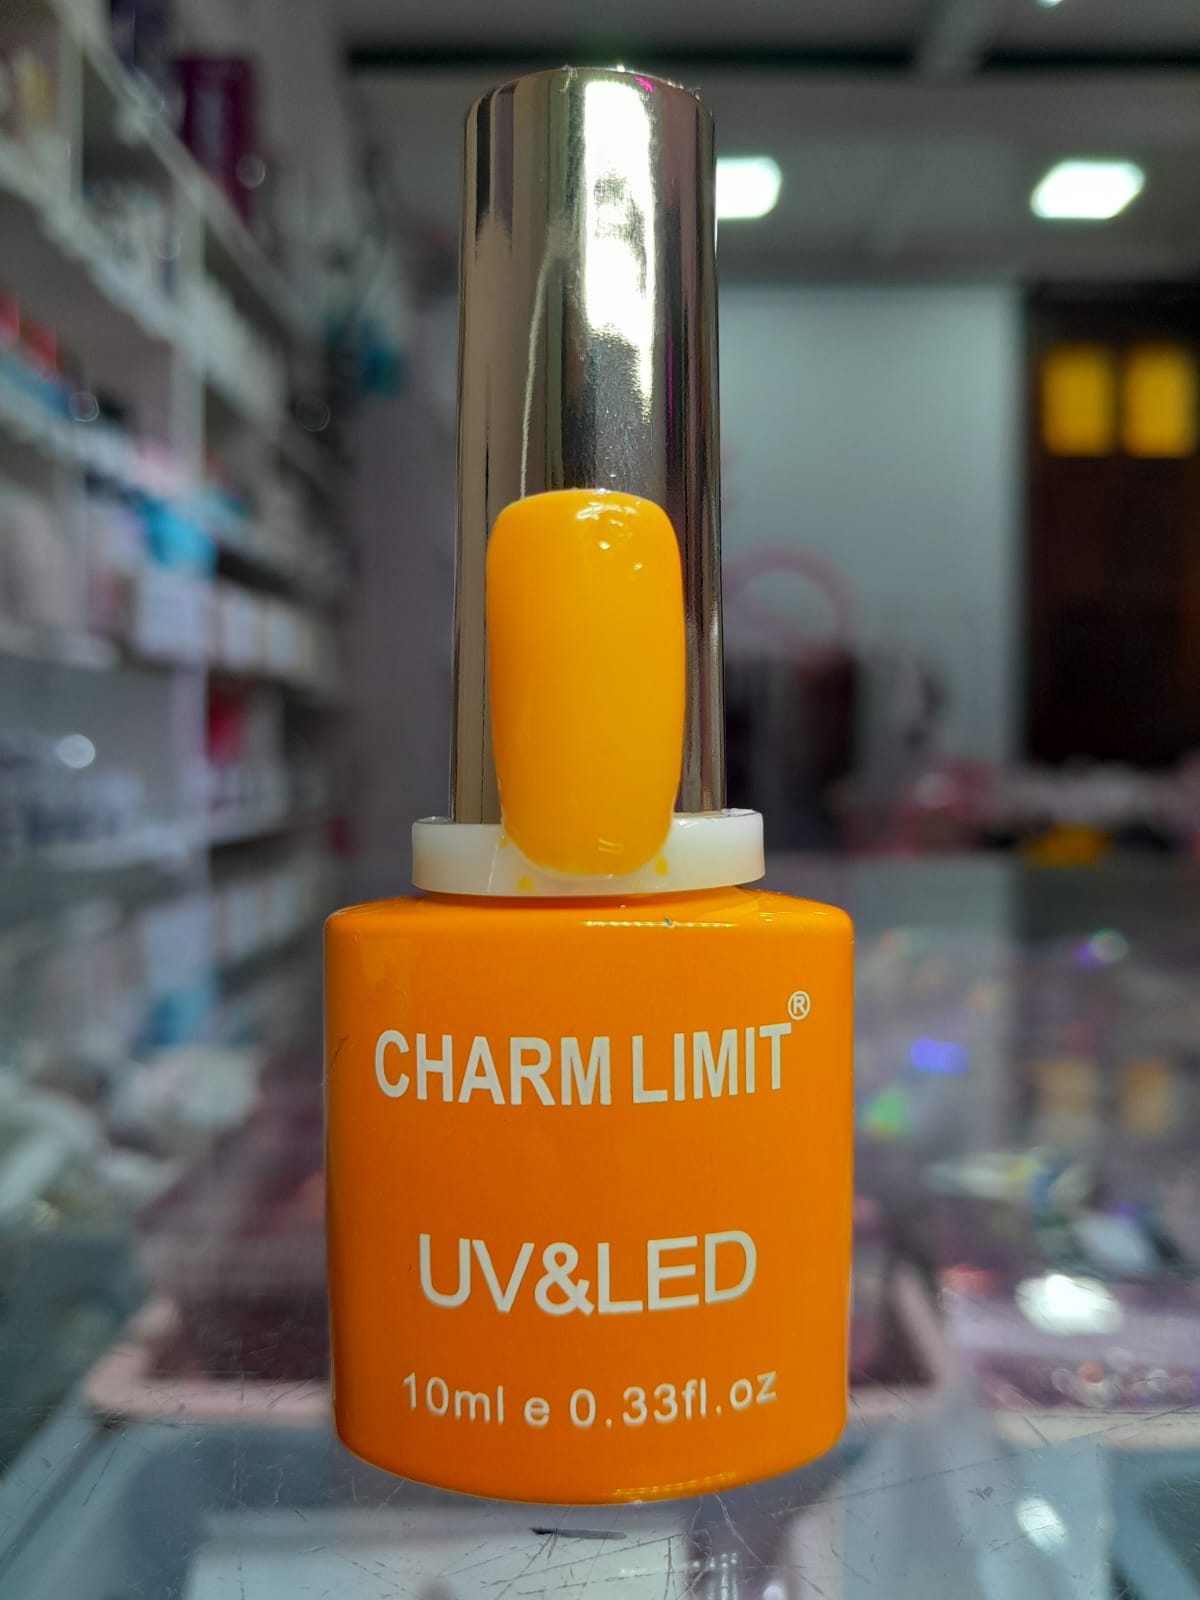 CHARM LIMIT®
UV&LED
10ml e 0.33fl.oz